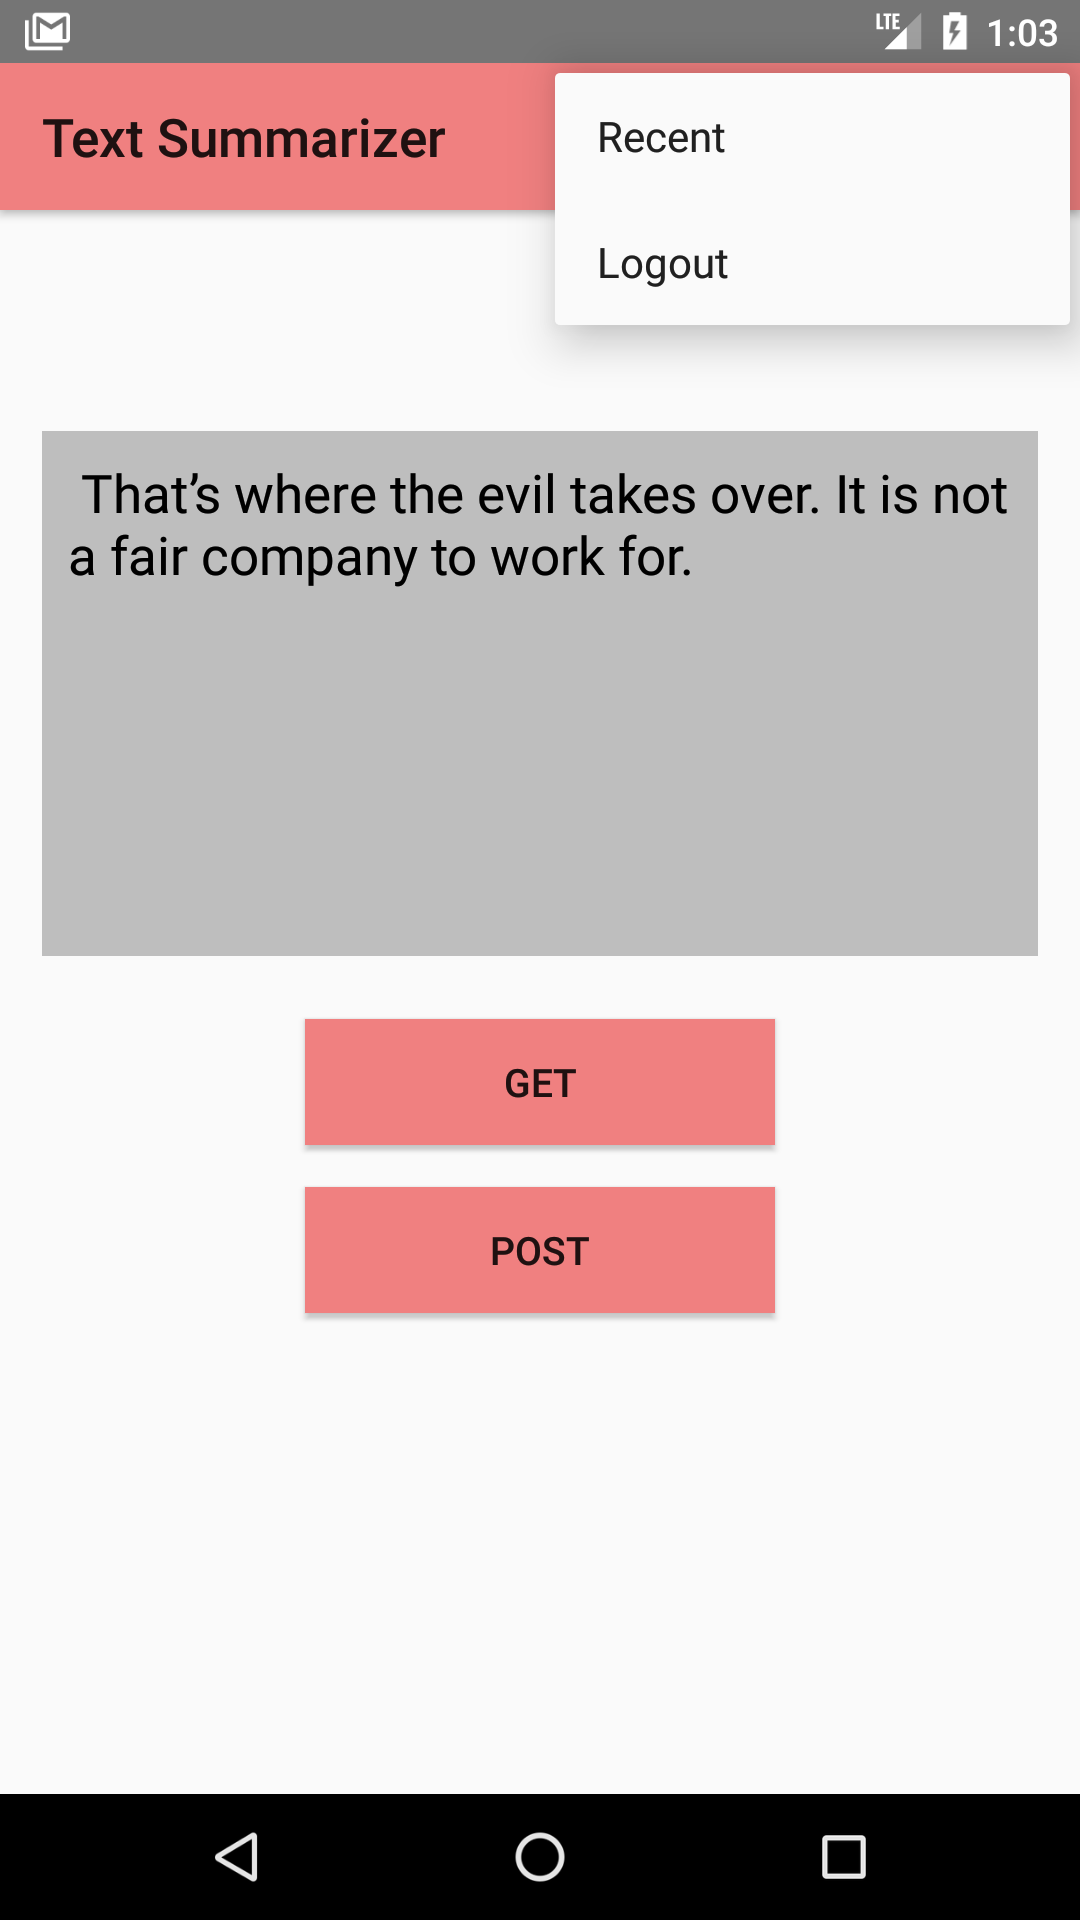 LTE 1:03
Text Summarizer
Recent
Logout
That’s where the evil takes over. It is not
a fair company to work for.
GET
POST